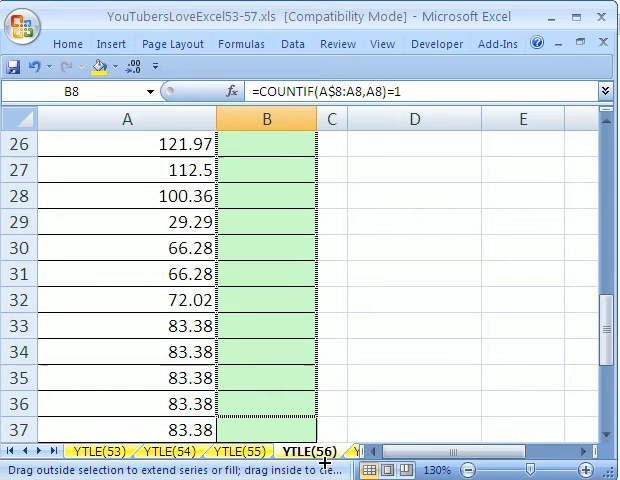 YouTubersLoveExcel53-57.xls [Compatibility Mode] - Microsoft Excel
Home Insert Page Layout Formulas Data Review View Developer Add-Ins
B8 fx =COUNTIF(A$8:A8,A8)=1
A B C D E
26 121.97
27 112.5
28 100.36
29 29.29
30 66.28
31 66.28
32 72.02
33 83.38
34 83.38
35 83.38
36 83.38
37 83.38
YTLE(53) YTLE(54) YTLE(55) YTLE(56) Y
Drag outside selection to extend series or fill; drag inside to cle... 130%